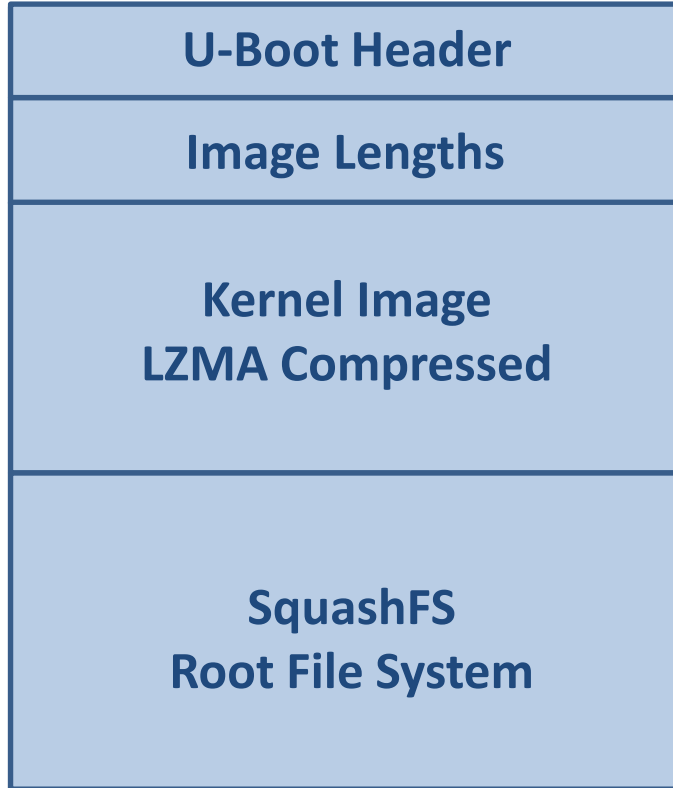 U-Boot Header
Image Lengths
Kernel Image
LZMA Compressed
SquashFS
Root File System